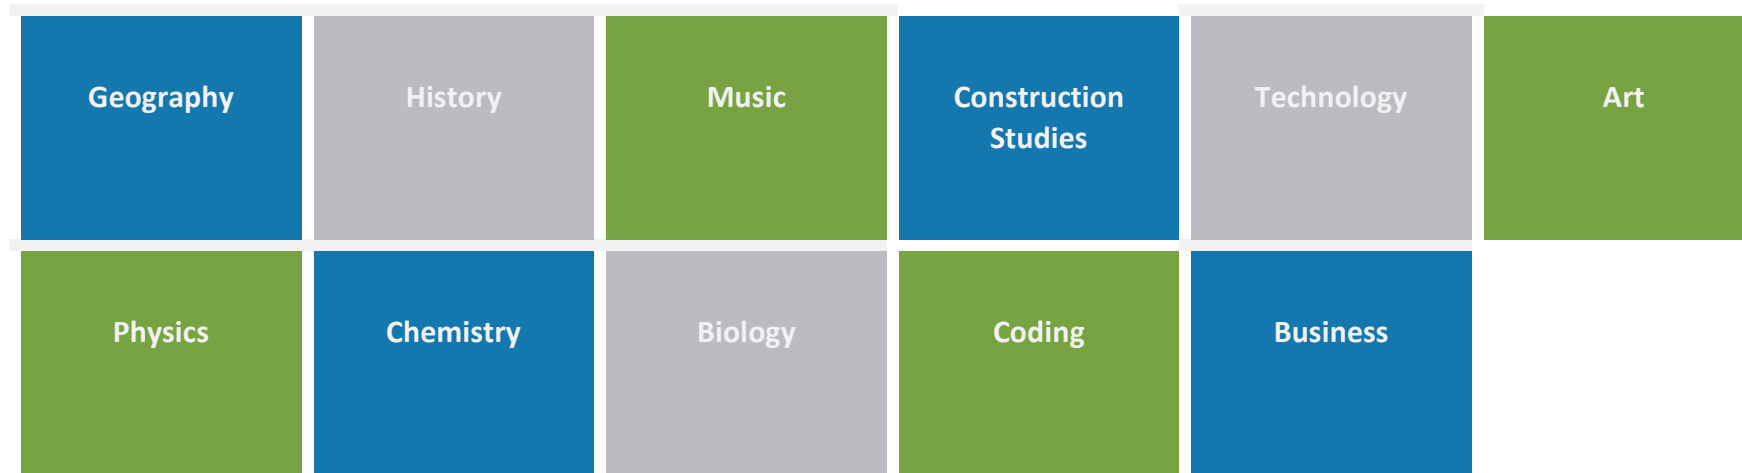 Geography
History
Music
Construction
Studies
Technology
Art
Physics
Chemistry
Biology
Coding
Business